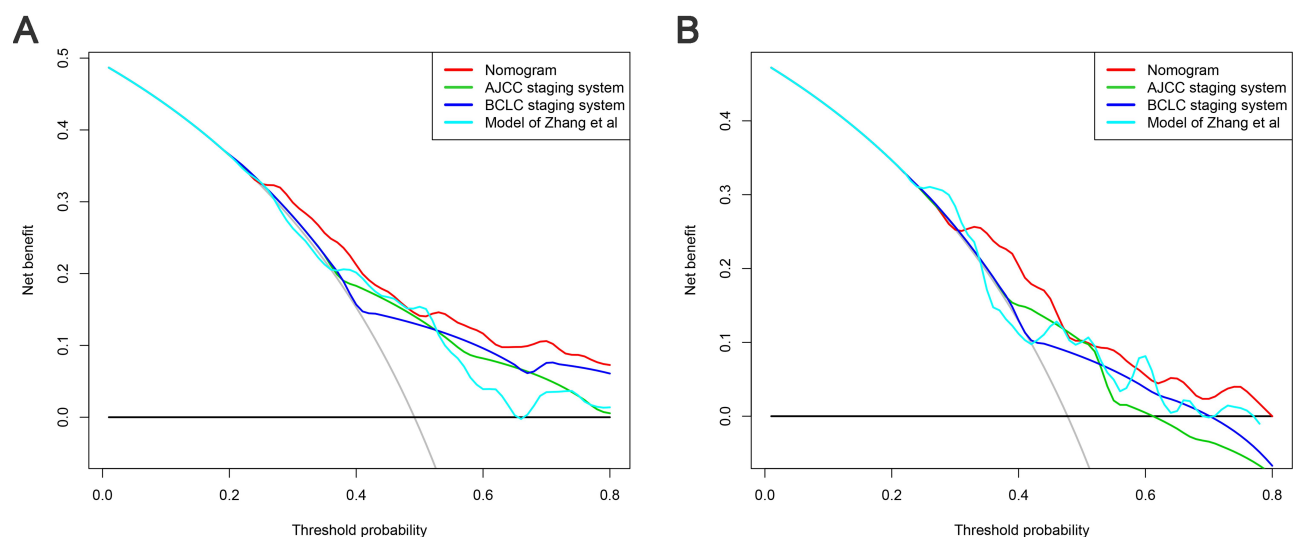 A
Nomogram
AJCC staging system
BCLC staging system
Model of Zhang et al
Net benefit
0.0
0.1
0.2
0.3
0.4
0.5
0.0 0.2 0.4 0.6 0.8
Threshold probability
B
Nomogram
AJCC staging system
BCLC staging system
Model of Zhang et al
Net benefit
0.0
0.1
0.2
0.3
0.4
0.0 0.2 0.4 0.6 0.8
Threshold probability